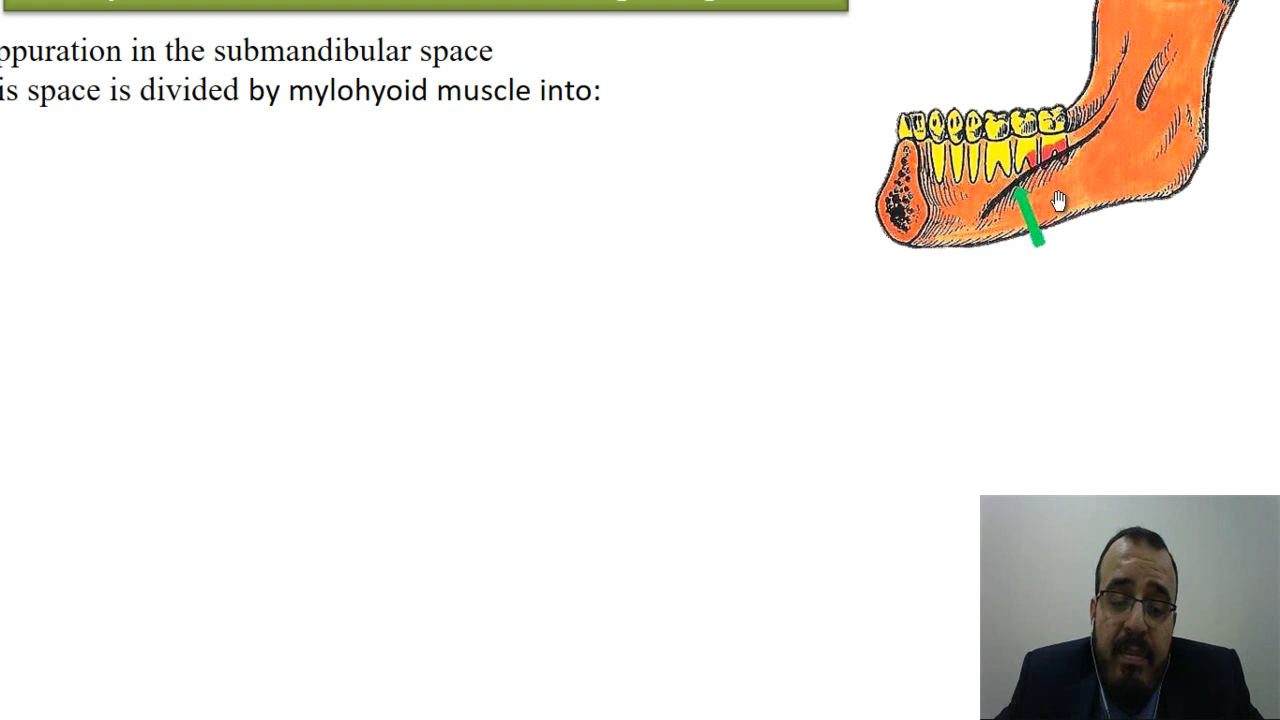 ppuration in the submandibular space
is space is divided by mylohyoid muscle into: